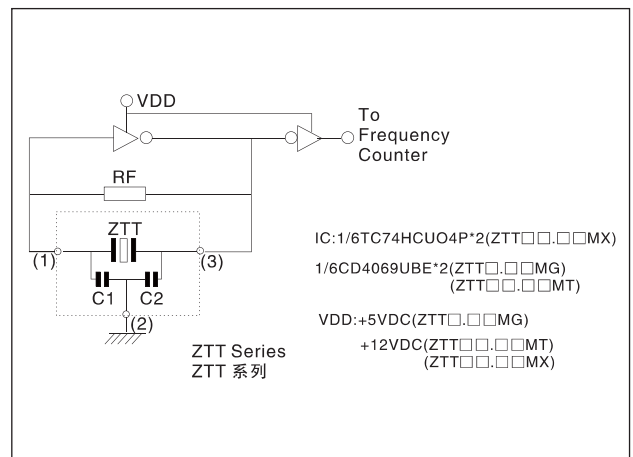 VDD
To
Frequency
Counter
RF
ZTT
(1)
(3)
C1 C2
(2)
ZTT Series
ZTT 系列
IC:1/6TC74HCUO4P*2(ZTT□□.□□MX)
1/6CD4069UBE*2(ZTT□.□□MG)
(ZTT□□.□□MT)
VDD:+5VDC(ZTT□.□□MG)
+12VDC(ZTT□□.□□MT)
(ZTT□□.□□MX)